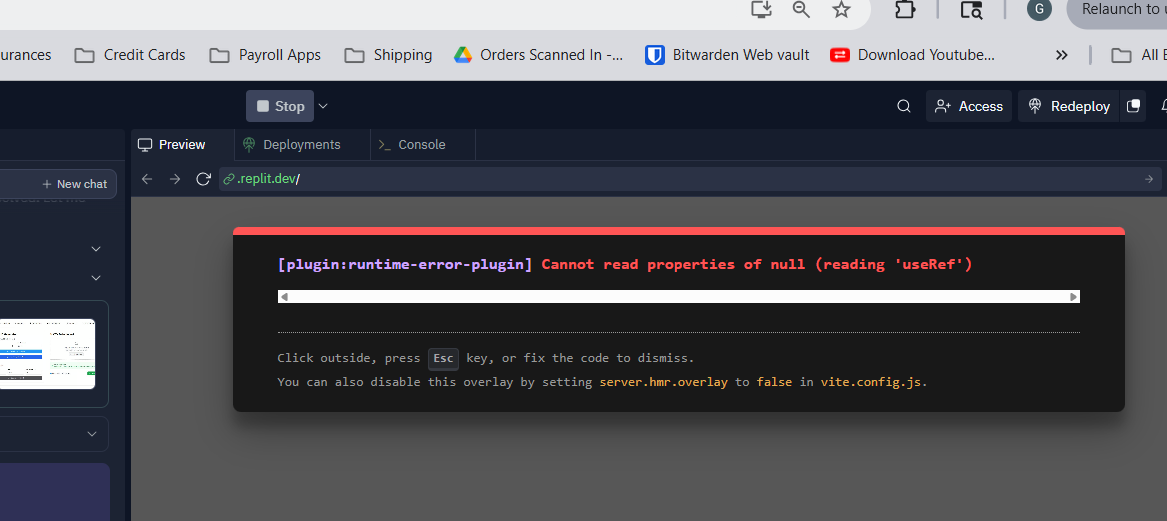 G
Relaunch to u
urances
Credit Cards
Payroll Apps
Shipping
Orders Scanned In -...
Bitwarden Web vault
Download Youtube...
»
All
Stop
Access
Redeploy
Preview
Deployments
Console
+ New chat
.replit.dev/
[plugin:runtime-error-plugin] Cannot read properties of null (reading 'useRef')
Click outside, press Esc key, or fix the code to dismiss.
You can also disable this overlay by setting server.hmr.overlay to false in vite.config.js.